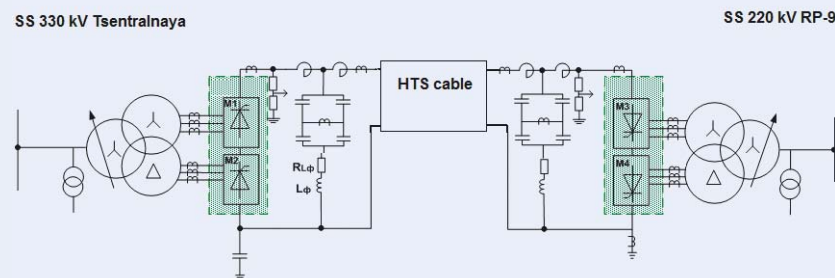 SS 330 kV Tsentralnaya
SS 220 kV RP-9
HTS cable
M1
M2
RLф
Lф
M3
M4